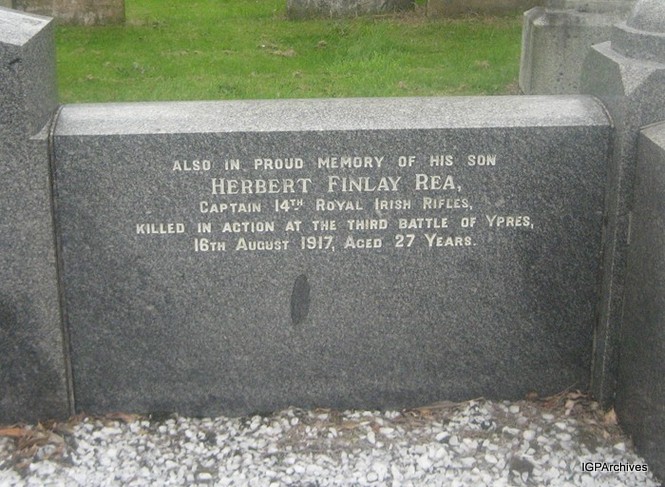 ALSO IN PROUD MEMORY OF HIS SON
HERBERT FINLAY REA,
CAPTAIN 14TH ROYAL IRISH RIFLES,
KILLED IN ACTION AT THE THIRD BATTLE OF YPRES,
16TH AUGUST 1917, AGED 27 YEARS.
IGPArchives